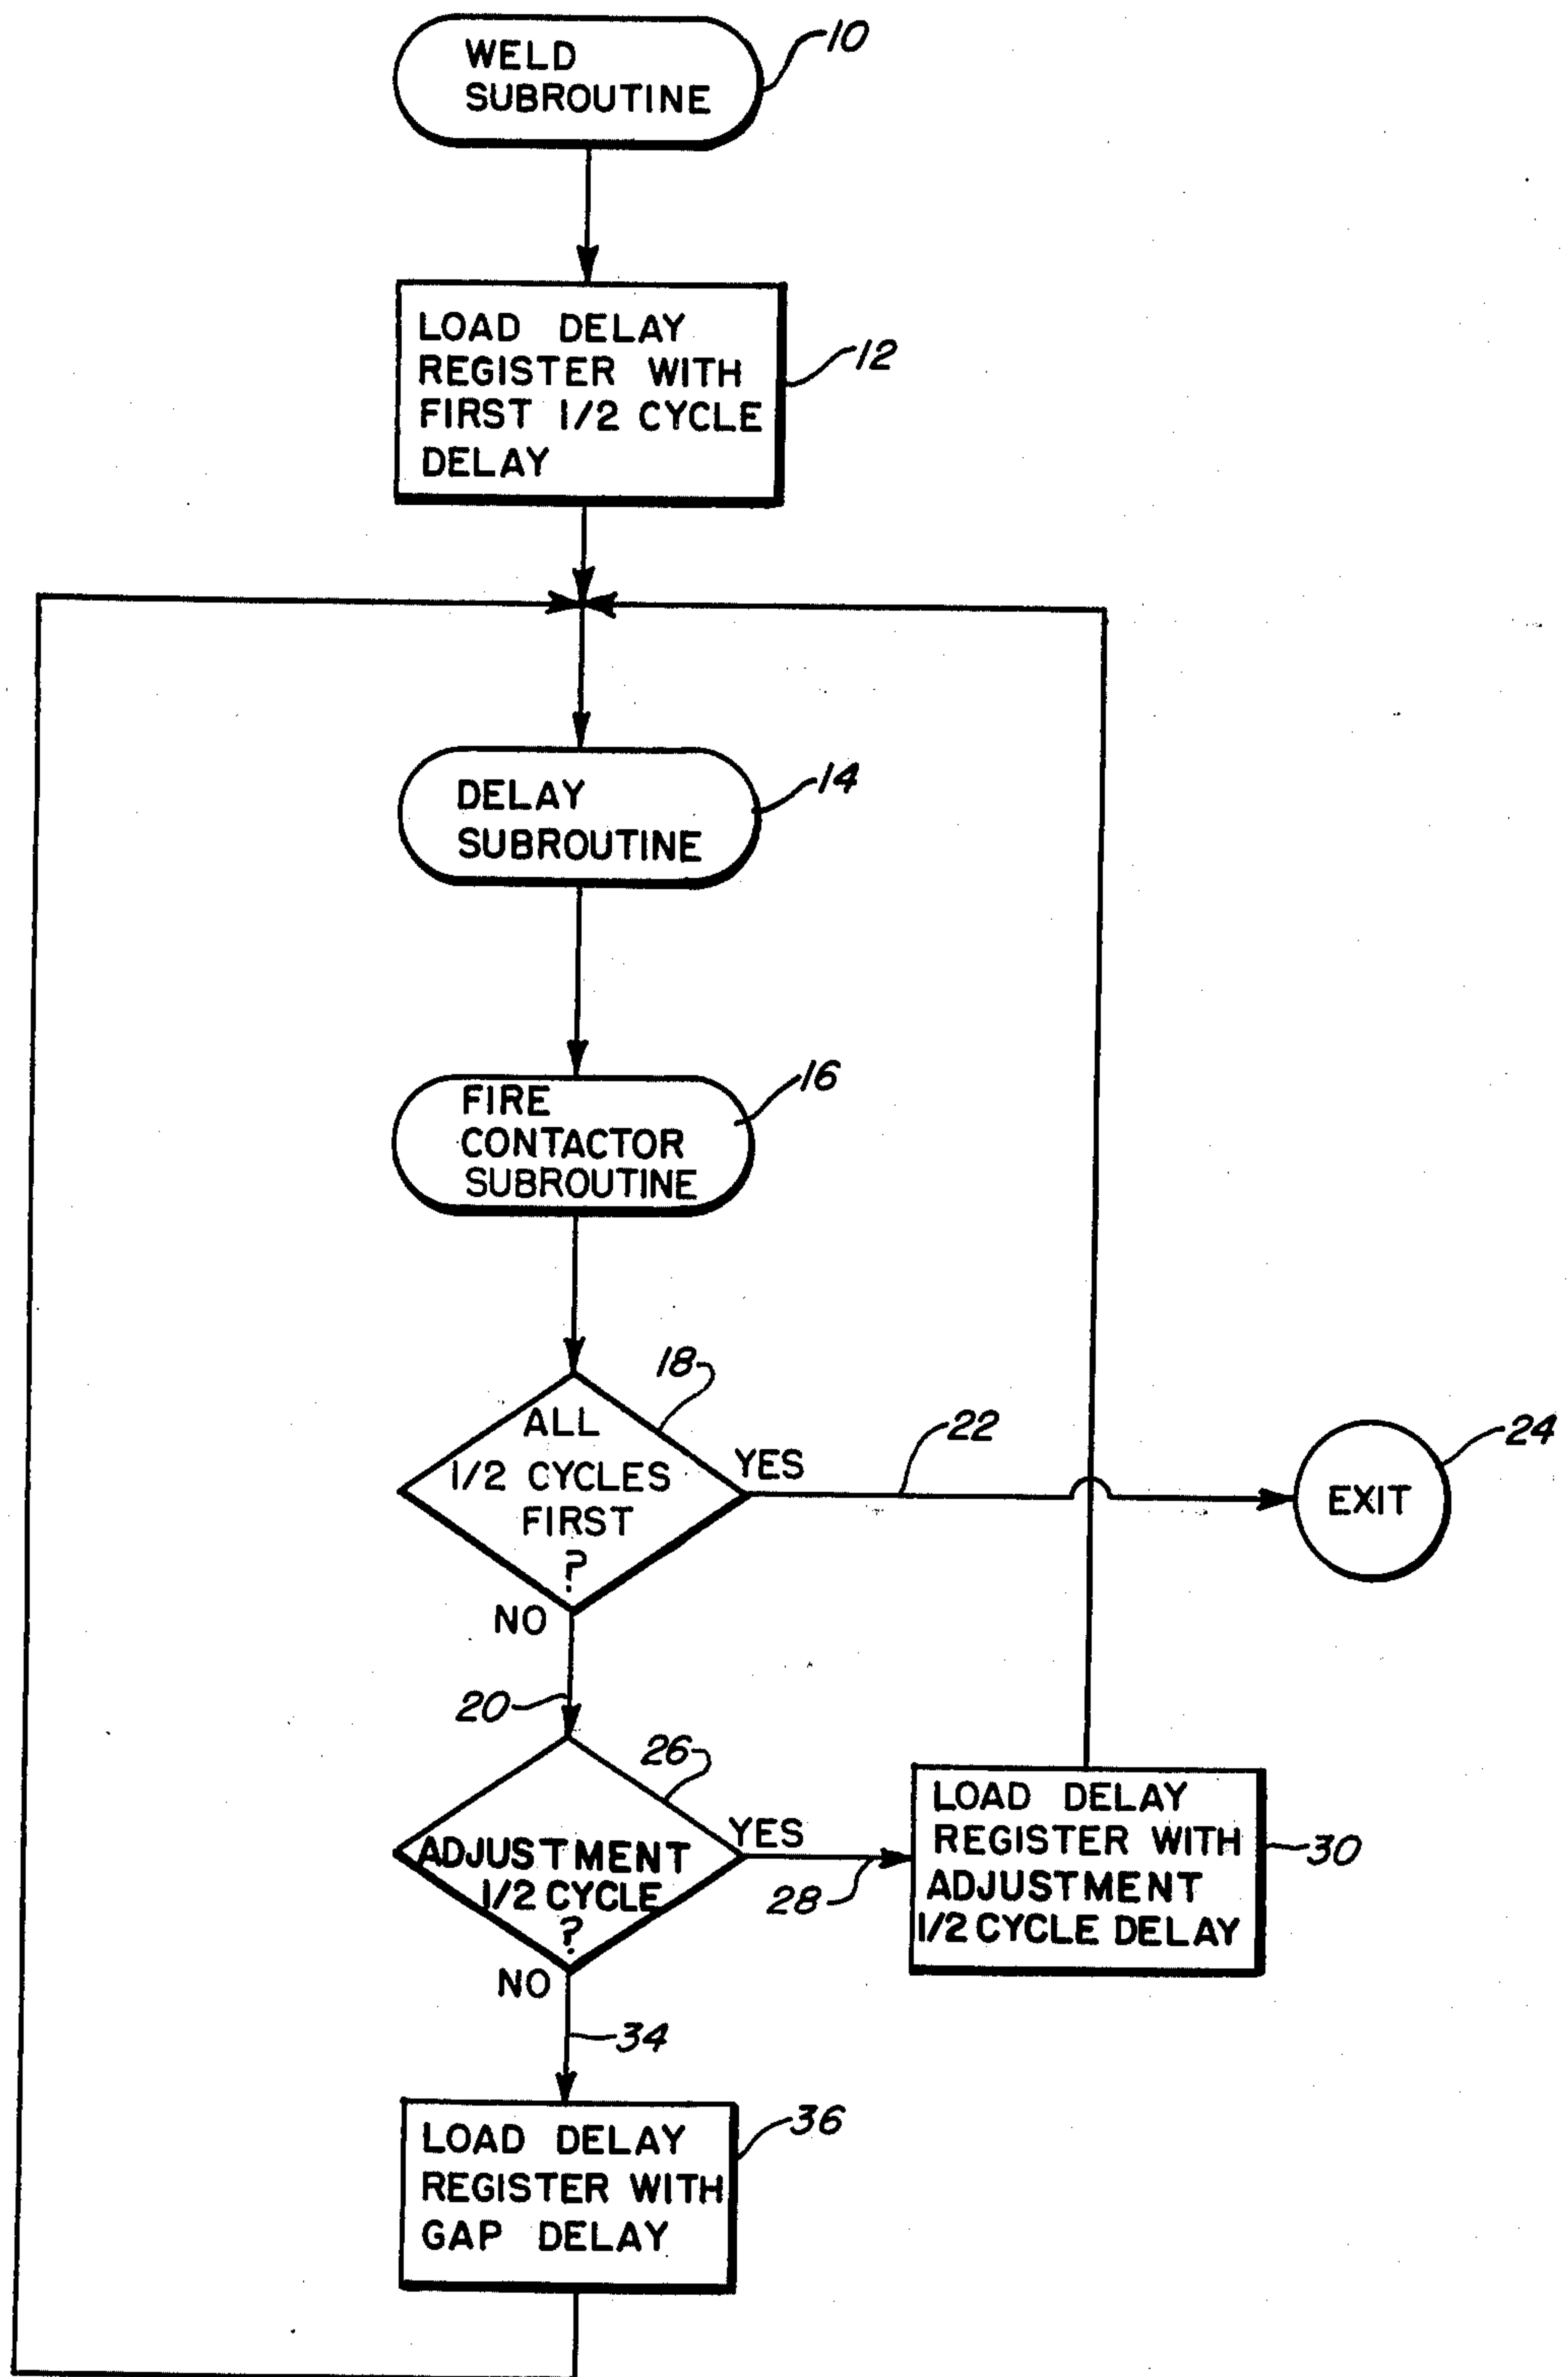 WELD
SUBROUTINE
10
LOAD DELAY
REGISTER WITH
FIRST 1/2 CYCLE
DELAY
12
DELAY
SUBROUTINE
14
FIRE
CONTACTOR
SUBROUTINE
16
ALL
1/2 CYCLES
FIRST
?
18
YES
22
EXIT
24
NO
20
ADJUSTMENT
1/2 CYCLE
?
26
YES
28
LOAD DELAY
REGISTER WITH
ADJUSTMENT
1/2 CYCLE DELAY
30
NO
34
LOAD DELAY
REGISTER WITH
GAP DELAY
36